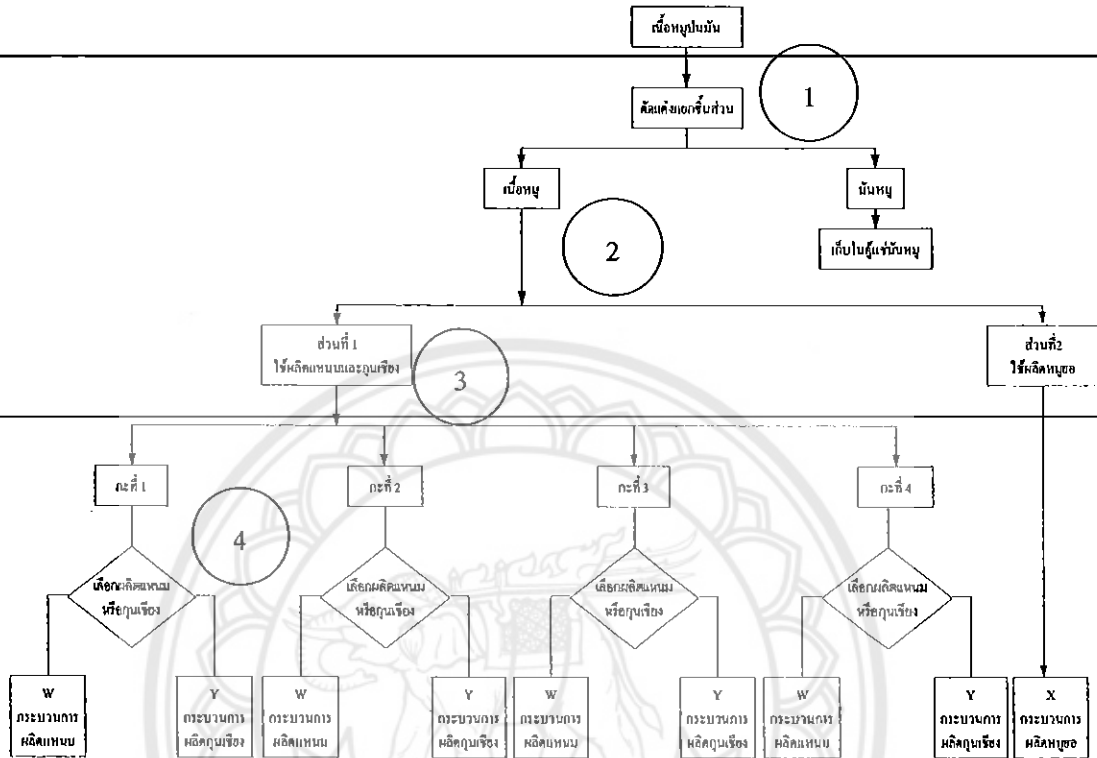 เนื้อหมูปนมัน
ตัดแต่งแยกชิ้นส่วน
1
เนื้อหมู
มันหมู
2
เก็บในตู้แช่มันหมู
ส่วนที่ 1
ใช้ผลิตแหนมและกุนเชียง
3
ส่วนที่2
ใช้ผลิตหมูยอ
กะที่ 1
กะที่ 2
กะที่ 3
กะที่ 4
4
เลือกผลิตแหนม
หรือกุนเชียง
เลือกผลิตแหนม
หรือกุนเชียง
เลือกผลิตแหนม
หรือกุนเชียง
เลือกผลิตแหนม
หรือกุนเชียง
W
กระบวนการ
ผลิตแหนม
Y
กระบวนการ
ผลิตกุนเชียง
W
กระบวนการ
ผลิตแหนม
Y
กระบวนการ
ผลิตกุนเชียง
W
กระบวนการ
ผลิตแหนม
Y
กระบวนการ
ผลิตกุนเชียง
W
กระบวนการ
ผลิตแหนม
Y
กระบวนการ
ผลิตกุนเชียง
X
กระบวนการ
ผลิตหมูยอ